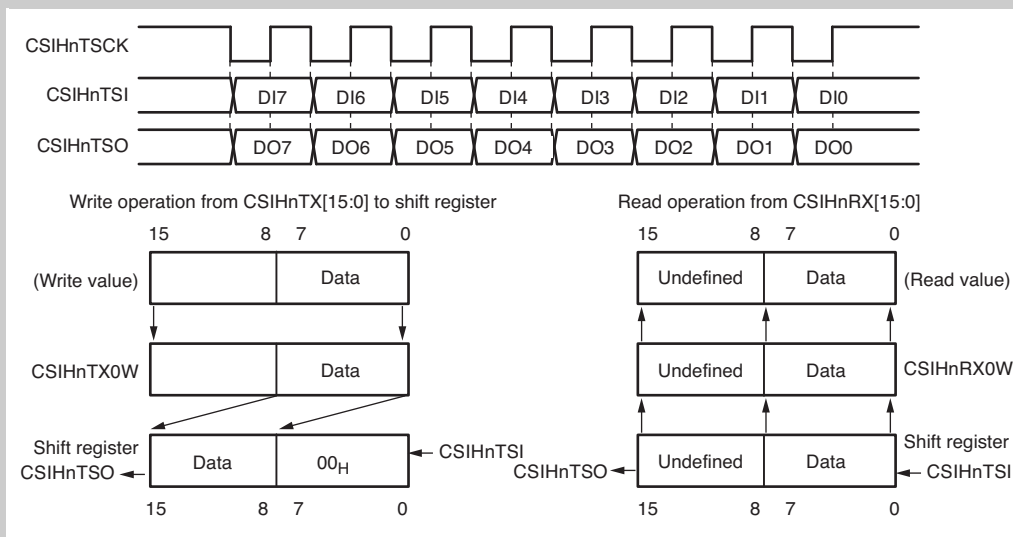 CSIHnTSCK
CSIHnTSI DI7 DI6 DI5 DI4 DI3 DI2 DI1 DI0
CSIHnTSO DO7 DO6 DO5 DO4 DO3 DO2 DO1 DO0
Write operation from CSIHnTX[15:0] to shift register
15 8 7 0
(Write value) Data
CSIHnTX0W Data
Shift register
CSIHnTSO Data 00H CSIHnTSI
15 8 7 0
Read operation from CSIHnRX[15:0]
15 8 7 0
Undefined Data (Read value)
Undefined Data CSIHnRX0W
Shift register
CSIHnTSO Undefined Data CSIHnTSI
15 8 7 0